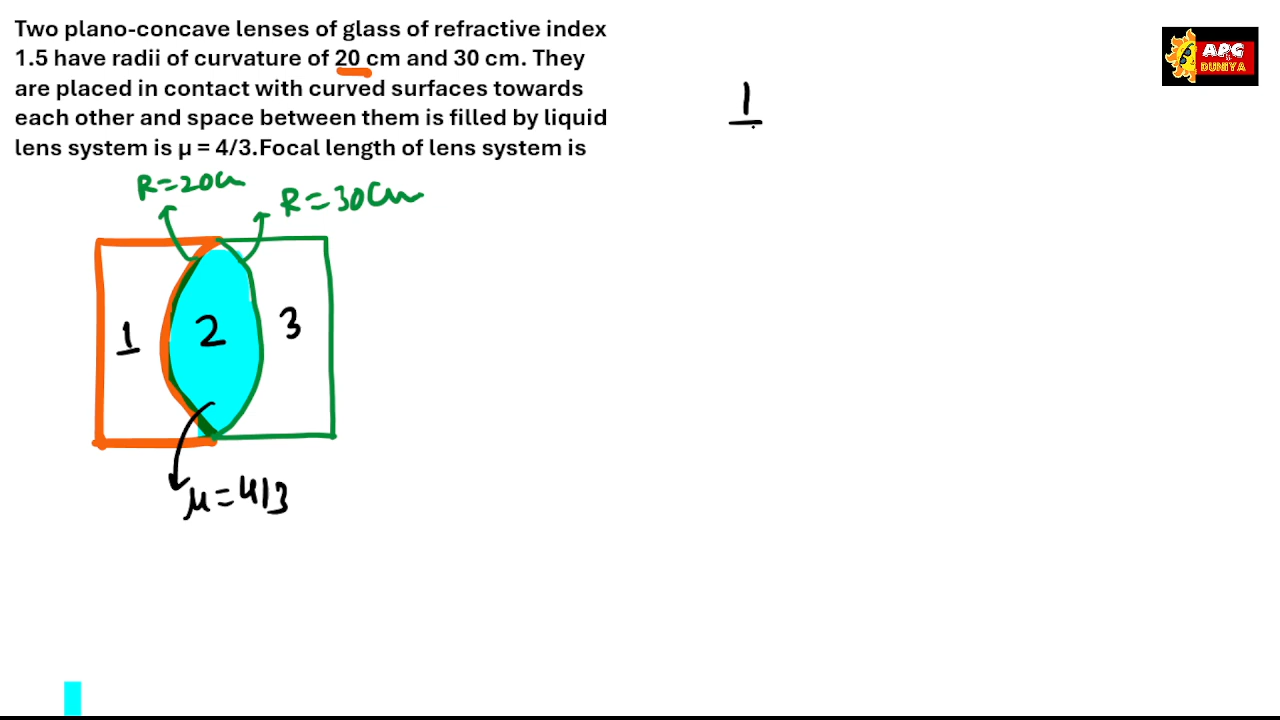 Two plano-concave lenses of glass of refractive index
1.5 have radii of curvature of 20 cm and 30 cm. They
are placed in contact with curved surfaces towards
each other and space between them is filled by liquid
lens system is μ = 4/3.Focal length of lens system is
APC
DUNIYA
1
R=20cm
R=30cm
1
2
3
μ=4/3